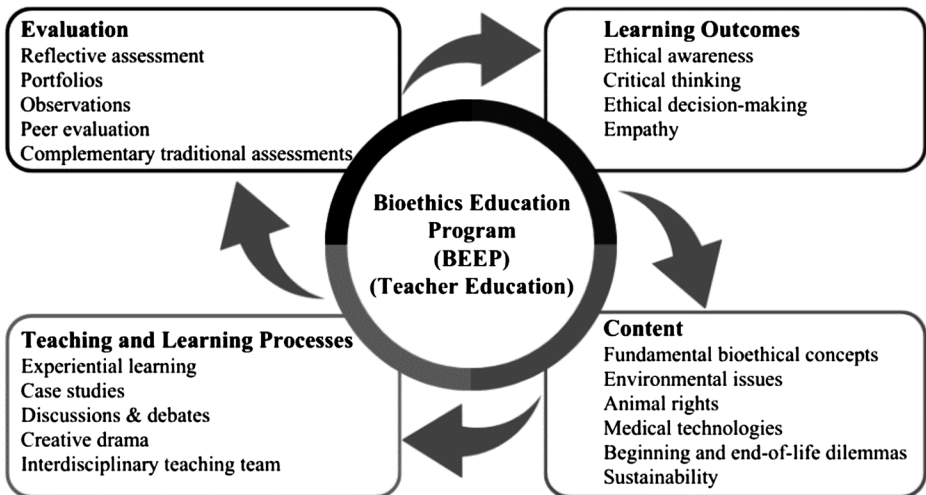 Evaluation
Reflective assessment
Portfolios
Observations
Peer evaluation
Complementary traditional assessments
Learning Outcomes
Ethical awareness
Critical thinking
Ethical decision-making
Empathy
Bioethics Education
Program
(BEEP)
(Teacher Education)
Teaching and Learning Processes
Experiential learning
Case studies
Discussions & debates
Creative drama
Interdisciplinary teaching team
Content
Fundamental bioethical concepts
Environmental issues
Animal rights
Medical technologies
Beginning and end-of-life dilemmas
Sustainability